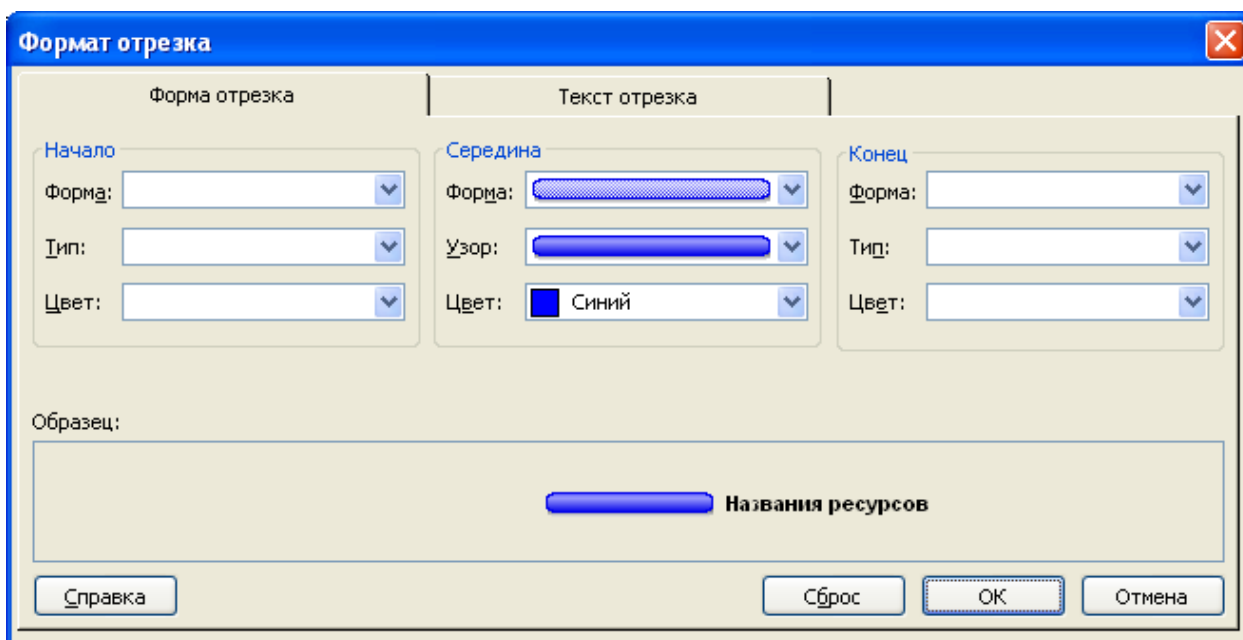 Формат отрезка
Форма отрезка Текст отрезка
Начало Середина Конец
Форма: Форма: Форма:
Тип: Узор: Тип:
Цвет: Цвет: Синий Цвет:
Образец:
Названия ресурсов
Справка Сброс ОК Отмена